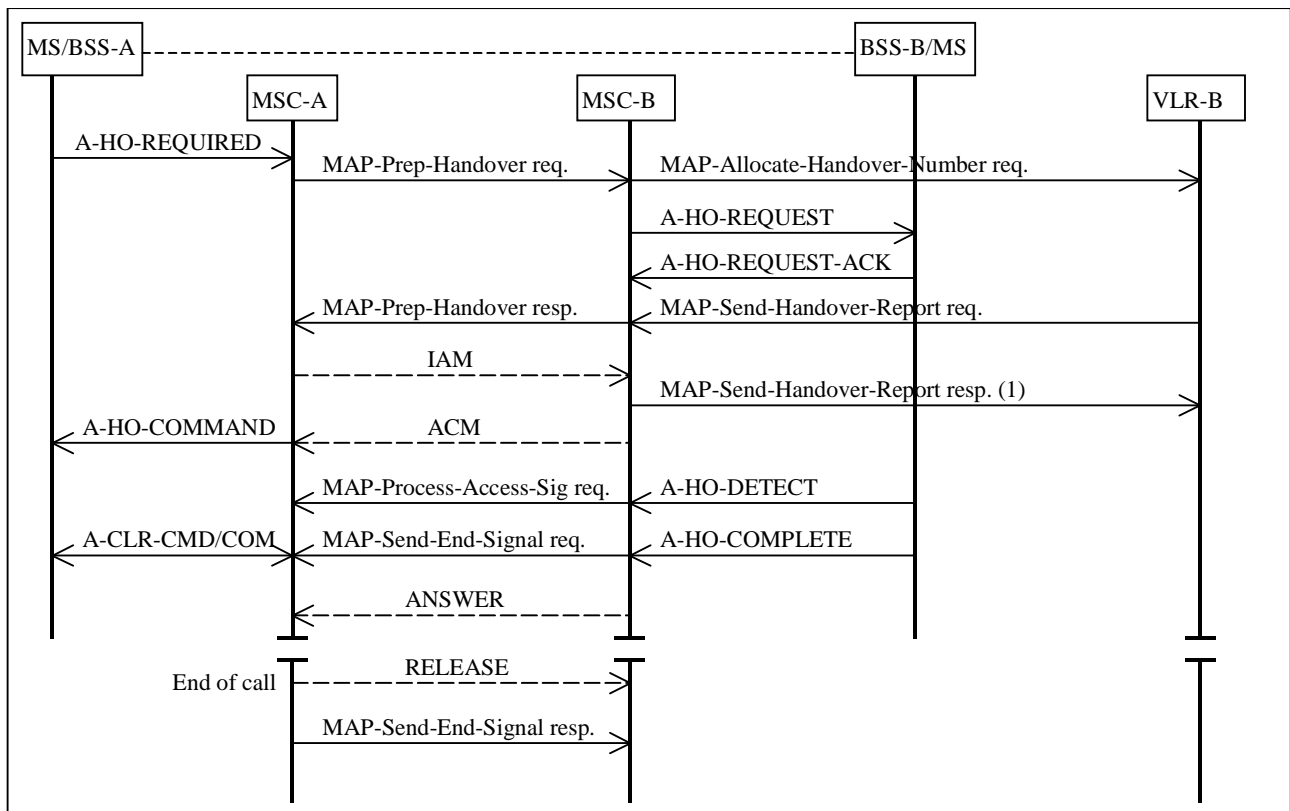 MS/BSS-A
BSS-B/MS
MSC-A
MSC-B
VLR-B
A-HO-REQUIRED
MAP-Prep-Handover req.
MAP-Allocate-Handover-Number req.
A-HO-REQUEST
A-HO-REQUEST-ACK
MAP-Prep-Handover resp.
MAP-Send-Handover-Report req.
IAM
MAP-Send-Handover-Report resp. (1)
A-HO-COMMAND
ACM
MAP-Process-Access-Sig req.
A-HO-DETECT
A-CLR-CMD/COM
MAP-Send-End-Signal req.
A-HO-COMPLETE
ANSWER
End of call
RELEASE
MAP-Send-End-Signal resp.